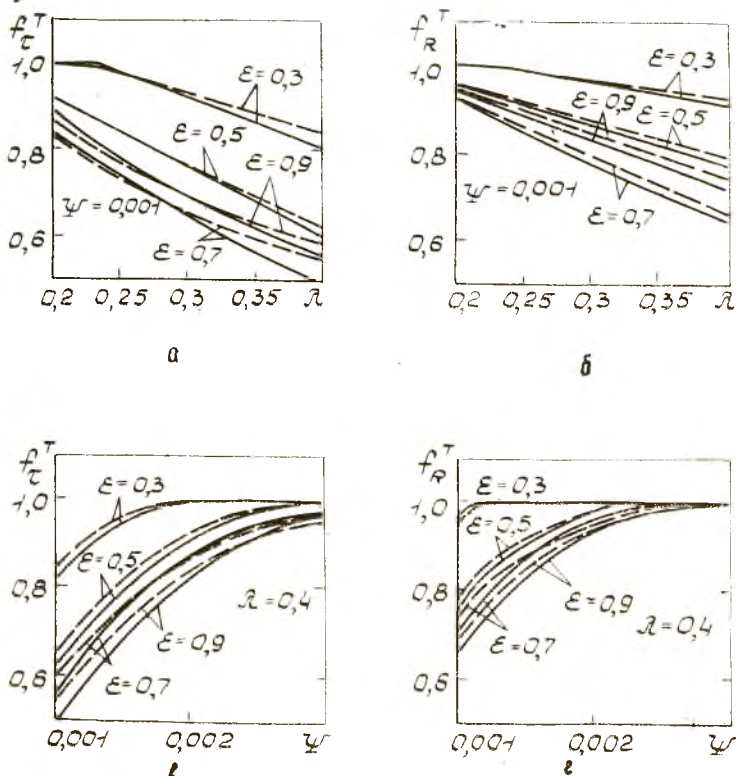 f_τ^T
1,0
0,8
0,6
ε=0,3
ε=0,5
ε=0,9
Ψ=0,001
ε=0,7
0,2 0,25 0,3 0,35 λ
а
f_R^T
1,0
0,8
0,6
ε=0,3
ε=0,9
ε=0,5
Ψ=0,001
ε=0,7
0,2 0,25 0,3 0,35 λ
б
f_τ^T
1,0
0,8
0,6
ε=0,3
ε=0,5
λ=0,4
ε=0,9
ε=0,7
0,001 0,002 Ψ
г
f_R^T
1,0
0,8
0,6
ε=0,3
ε=0,5
ε=0,9
λ=0,4
ε=0,7
0,001 0,002 Ψ
г